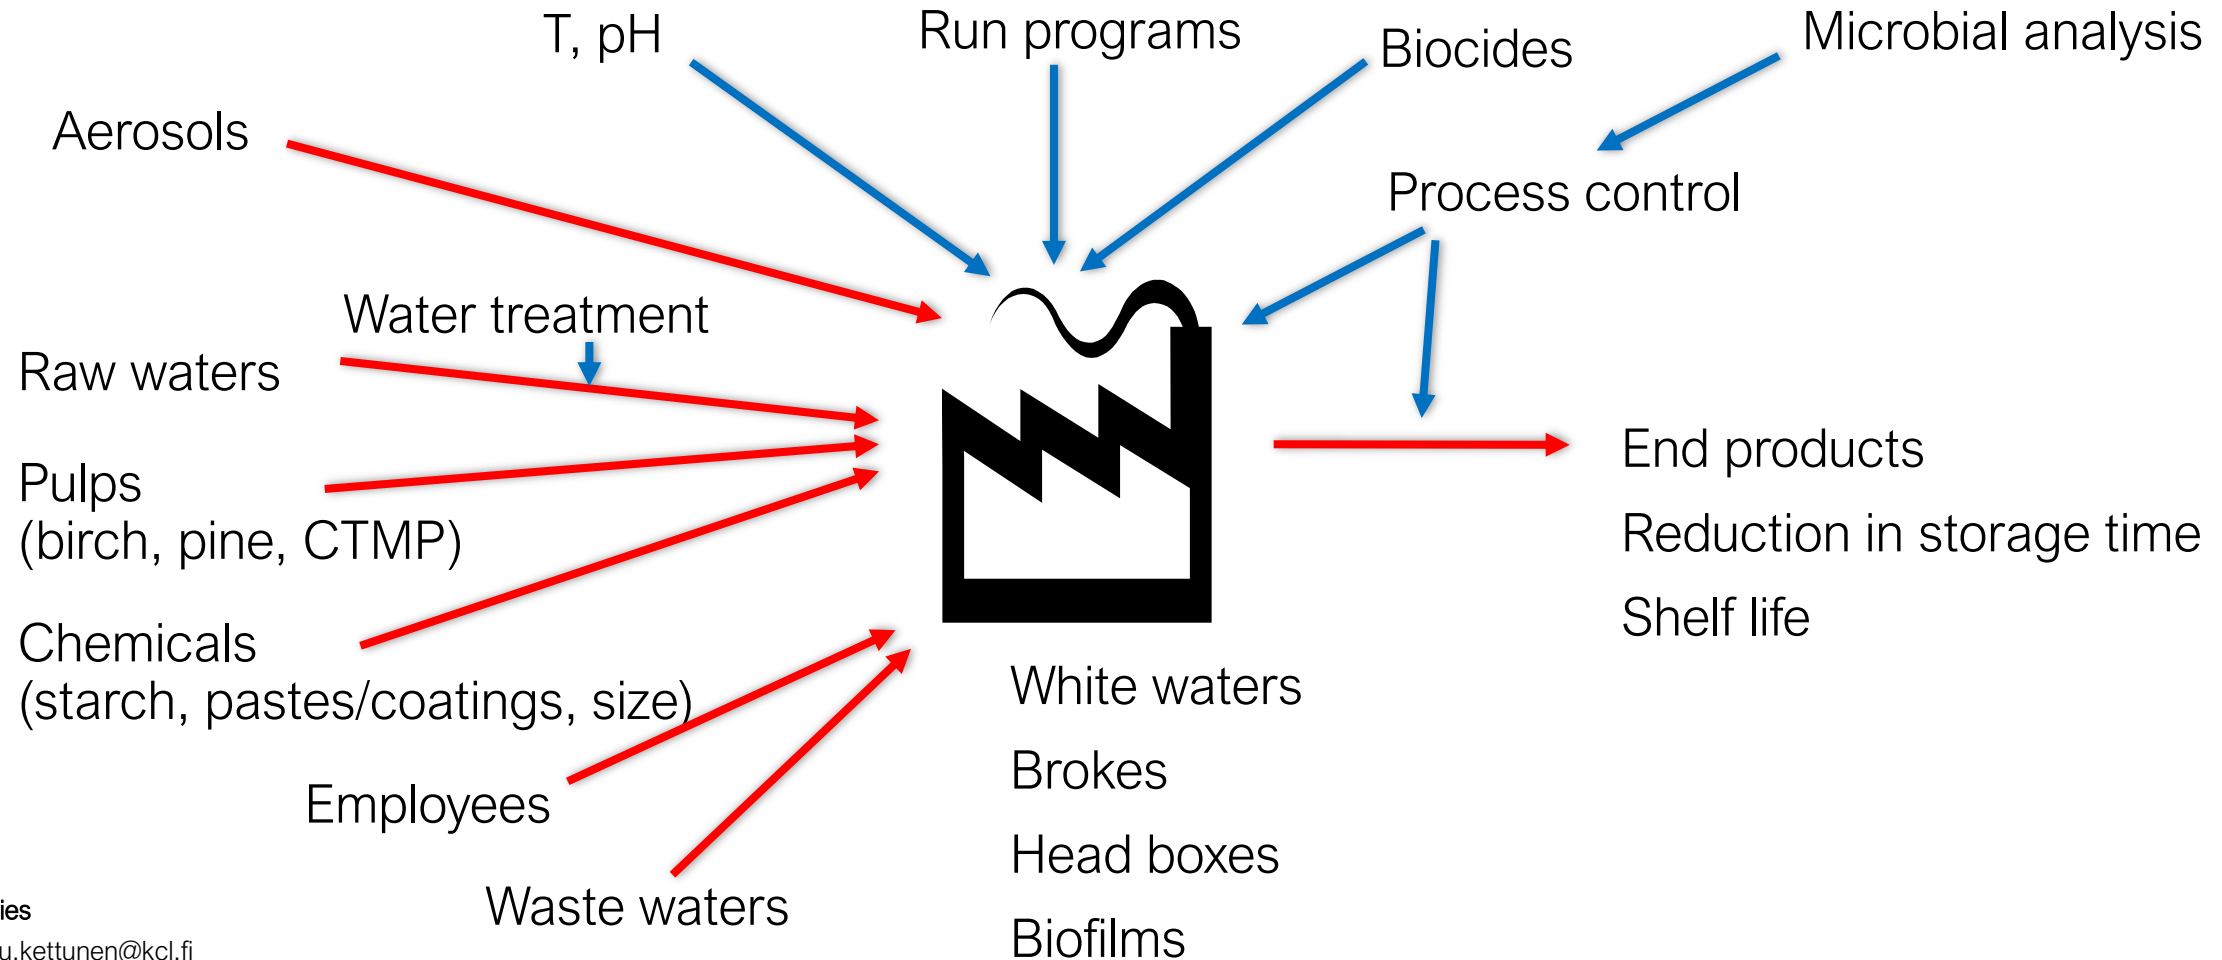 T, pH
Run programs
Biocides
Microbial analysis
Aerosols
Process control
Water treatment
Raw waters
Pulps
(birch, pine, CTMP)
Chemicals
(starch, pastes/coatings, size)
Employees
Waste waters
White waters
Brokes
Head boxes
Biofilms
End products
Reduction in storage time
Shelf life
ies
u.kettunen@kcl.fi